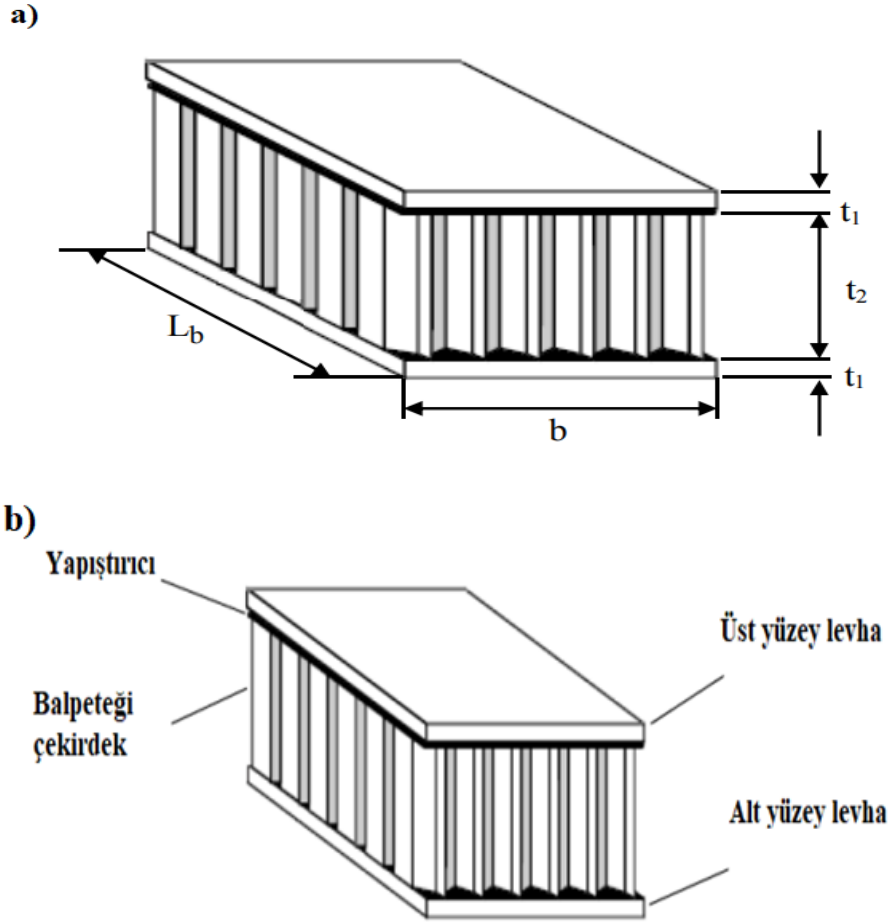 a)
t₁
t₂
t₁
L_b
b
b)
Yapıştırıcı
Üst yüzey levha
Balpeteği
çekirdek
Alt yüzey levha